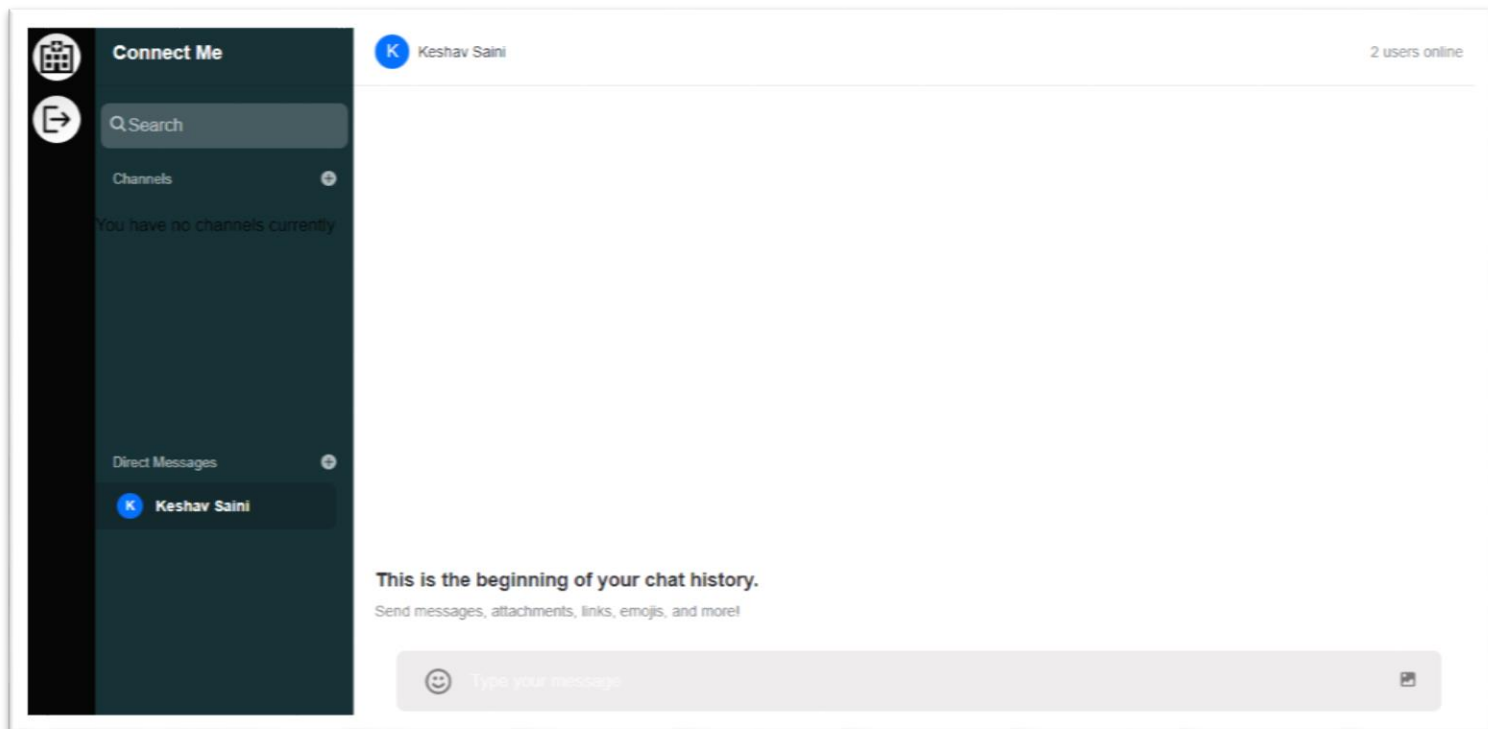 Connect Me
Search
Channels
You have no channels currently
Direct Messages
K Keshav Saini
K Keshav Saini
2 users online
This is the beginning of your chat history.
Send messages, attachments, links, emojis, and more!
Type your message